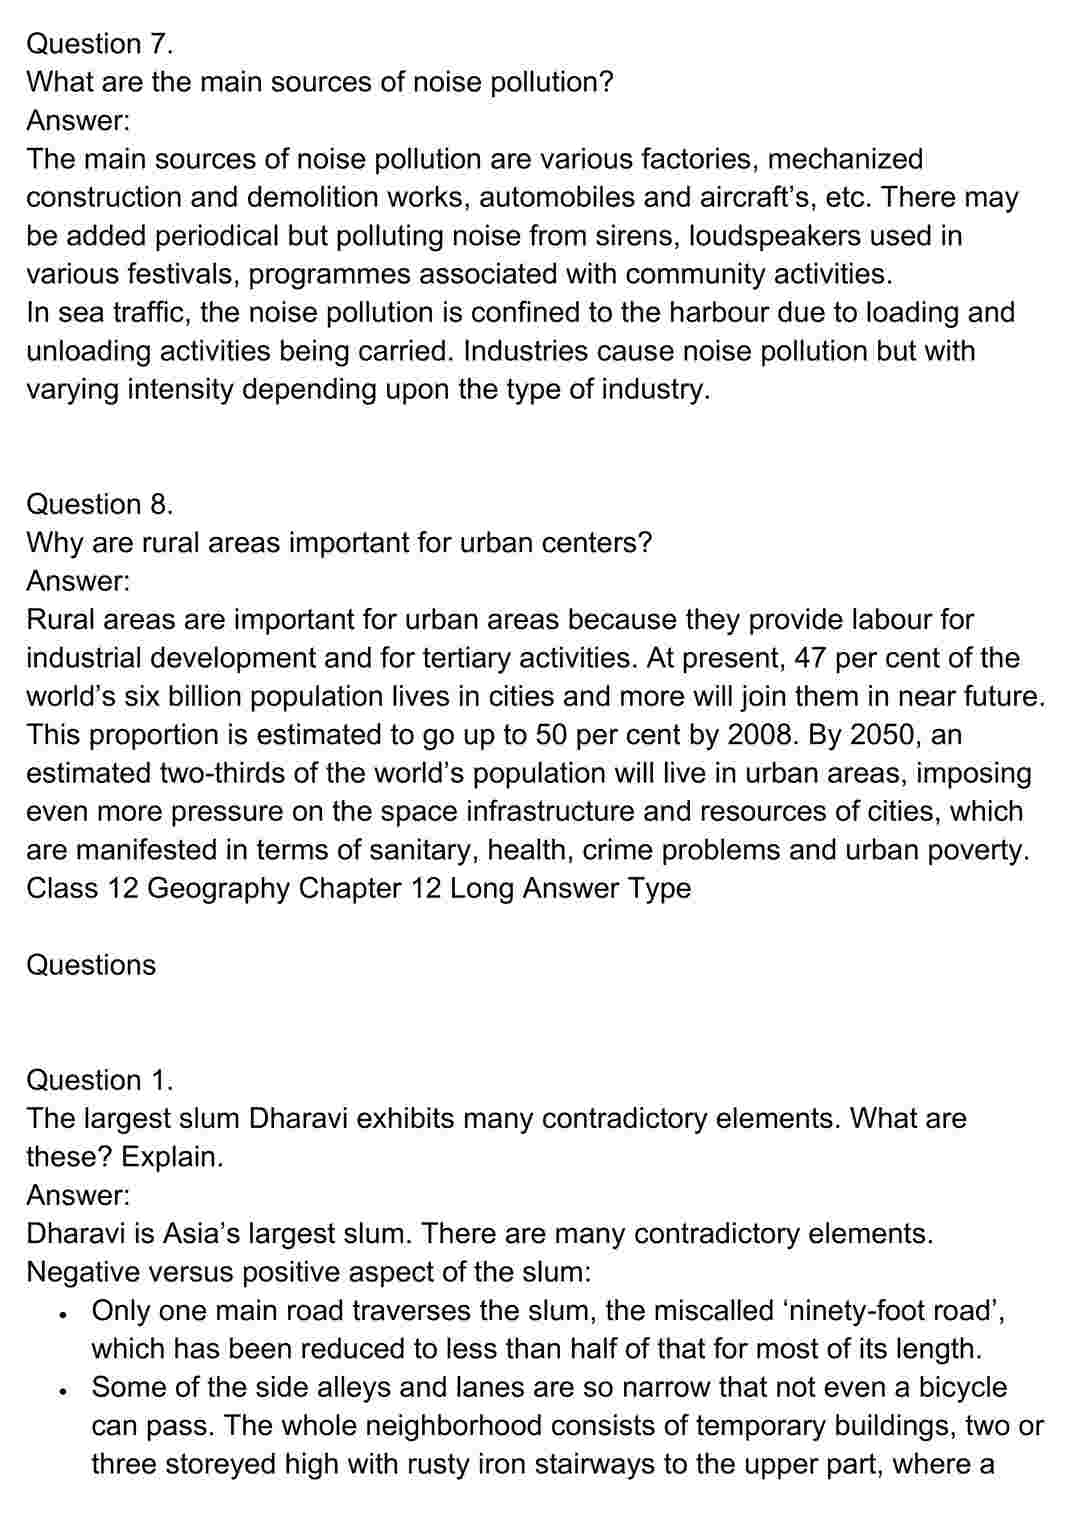 Question 7.
What are the main sources of noise pollution?
Answer:
The main sources of noise pollution are various factories, mechanized
construction and demolition works, automobiles and aircraft’s, etc. There may
be added periodical but polluting noise from sirens, loudspeakers used in
various festivals, programmes associated with community activities.
In sea traffic, the noise pollution is confined to the harbour due to loading and
unloading activities being carried. Industries cause noise pollution but with
varying intensity depending upon the type of industry.
Question 8.
Why are rural areas important for urban centers?
Answer:
Rural areas are important for urban areas because they provide labour for
industrial development and for tertiary activities. At present, 47 per cent of the
world’s six billion population lives in cities and more will join them in near future.
This proportion is estimated to go up to 50 per cent by 2008. By 2050, an
estimated two-thirds of the world’s population will live in urban areas, imposing
even more pressure on the space infrastructure and resources of cities, which
are manifested in terms of sanitary, health, crime problems and urban poverty.
Class 12 Geography Chapter 12 Long Answer Type
Questions
Question 1.
The largest slum Dharavi exhibits many contradictory elements. What are
these? Explain.
Answer:
Dharavi is Asia’s largest slum. There are many contradictory elements.
Negative versus positive aspect of the slum:
• Only one main road traverses the slum, the miscalled ‘ninety-foot road’,
which has been reduced to less than half of that for most of its length.
• Some of the side alleys and lanes are so narrow that not even a bicycle
can pass. The whole neighborhood consists of temporary buildings, two or
three storeyed high with rusty iron stairways to the upper part, where a